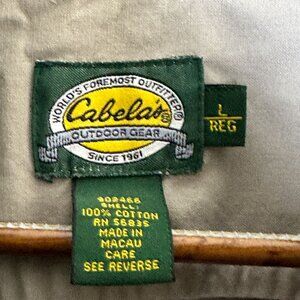 WORLD'S FOREMOST OUTFITTER®
Cabela's®
OUTDOOR GEAR
SINCE 1961
L
REG
902466
SHELL:
100% COTTON
RN 56835
MADE IN
MACAU
CARE
SEE REVERSE